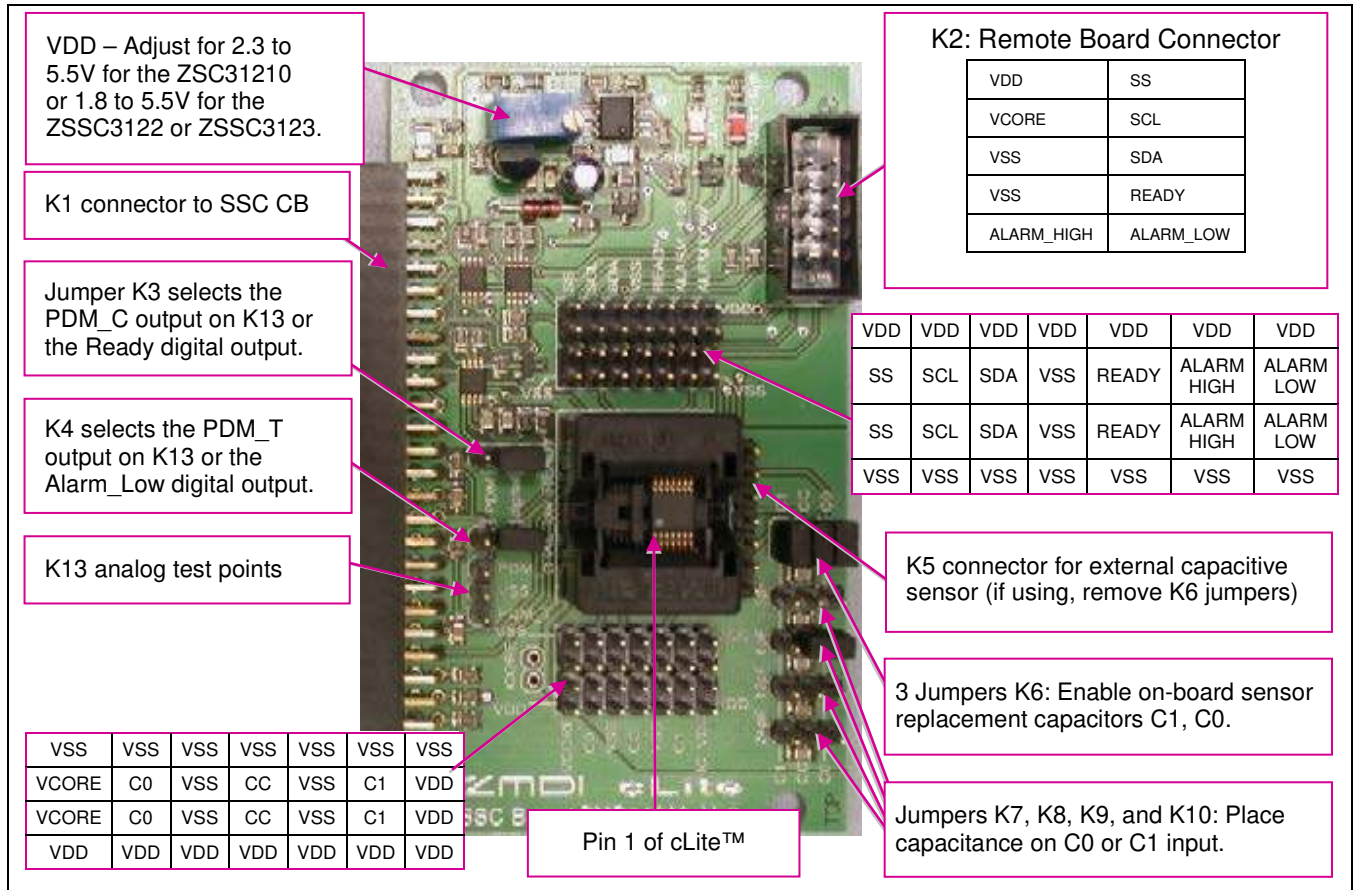 VDD – Adjust for 2.3 to
5.5V for the ZSC31210
or 1.8 to 5.5V for the
ZSSC3122 or ZSSC3123.
K1 connector to SSC CB
Jumper K3 selects the
PDM_C output on K13 or
the Ready digital output.
K4 selects the PDM_T
output on K13 or the
Alarm_Low digital output.
K13 analog test points
K2: Remote Board Connector
VDD SS
VCORE SCL
VSS SDA
VSS READY
ALARM_HIGH ALARM_LOW
VDD VDD VDD VDD VDD VDD VDD
SS SCL SDA VSS READY ALARM HIGH ALARM LOW
SS SCL SDA VSS READY ALARM HIGH ALARM LOW
VSS VSS VSS VSS VSS VSS VSS
K5 connector for external capacitive
sensor (if using, remove K6 jumpers)
3 Jumpers K6: Enable on-board sensor
replacement capacitors C1, C0.
Jumpers K7, K8, K9, and K10: Place
capacitance on C0 or C1 input.
VSS VSS VSS VSS VSS VSS VSS
VCORE C0 VSS CC VSS C1 VDD
VCORE C0 VSS CC VSS C1 VDD
VDD VDD VDD VDD VDD VDD VDD
SS SCL SDA VSS READY
VSS
VSS
VDD
ZMDI cLite
SSC B
Pin 1 of cLite™